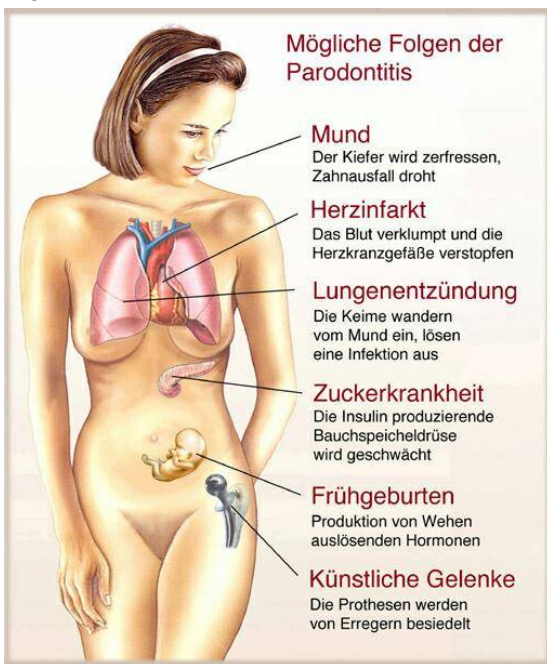 Mögliche Folgen der
Parodontitis
Mund
Der Kiefer wird zerfressen,
Zahnausfall droht
Herzinfarkt
Das Blut verklumpt und die
Herzkranzgefäße verstopfen
Lungenentzündung
Die Keime wandern
vom Mund ein, lösen
eine Infektion aus
Zuckerkrankheit
Die Insulin produzierende
Bauchspeicheldrüse
wird geschwächt
Frühgeburten
Produktion von Wehen
auslösenden Hormonen
Künstliche Gelenke
Die Prothesen werden
von Erregern besiedelt